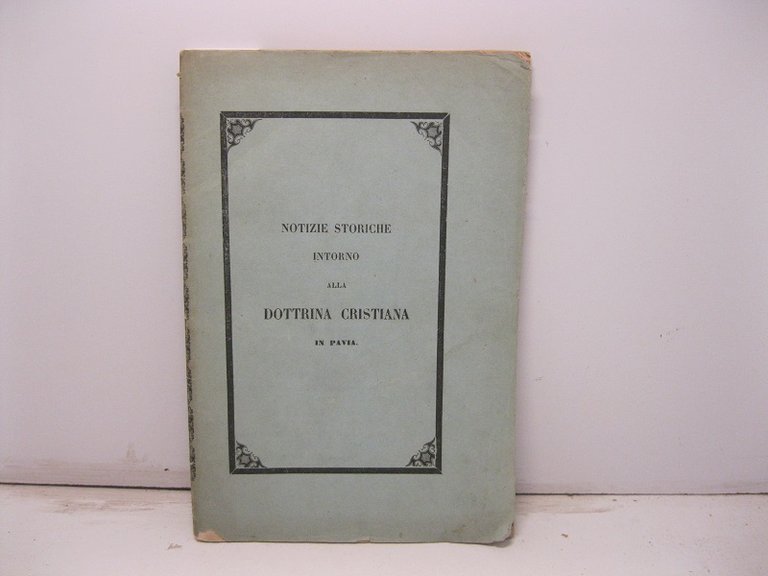 NOTIZIE STORICHE
INTORNO
ALLA
DOTTRINA CRISTIANA
IN PAVIA.